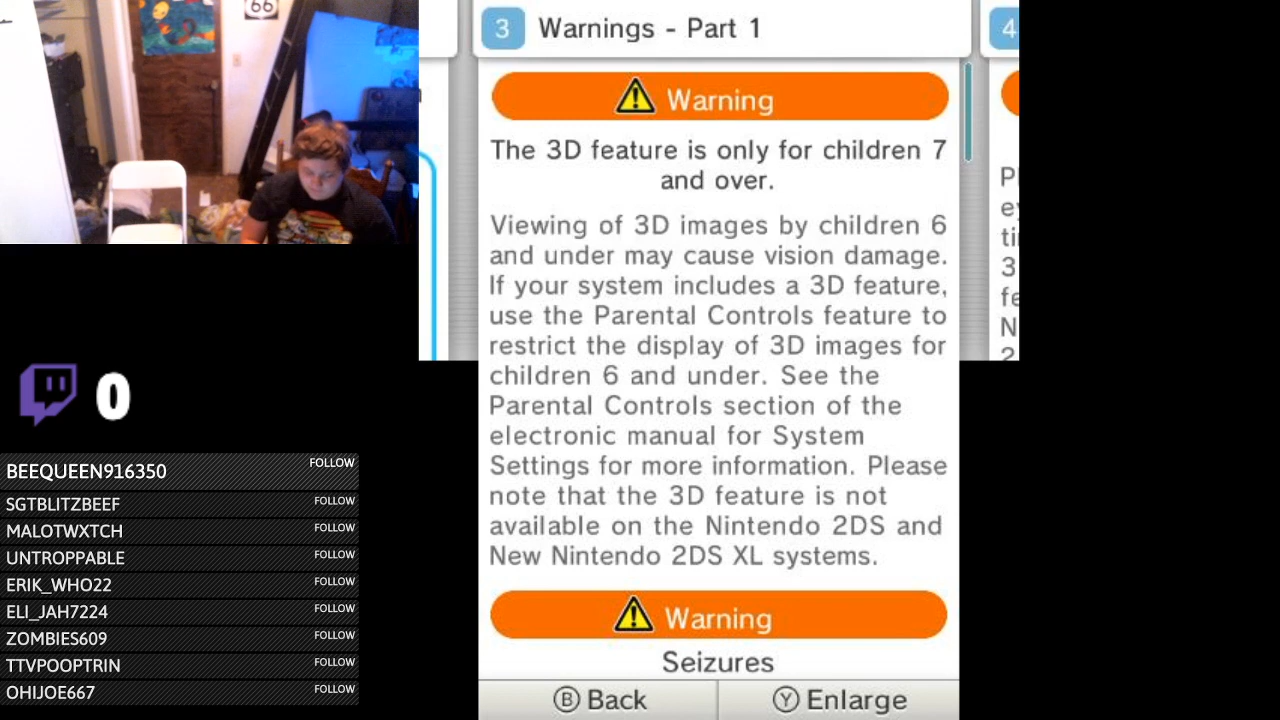 66
3
Warnings - Part 1
4
Warning
The 3D feature is only for children 7
and over.
Viewing of 3D images by children 6
and under may cause vision damage.
If your system includes a 3D feature,
use the Parental Controls feature to
restrict the display of 3D images for
children 6 and under. See the
Parental Controls section of the
electronic manual for System
Settings for more information. Please
note that the 3D feature is not
available on the Nintendo 2DS and
New Nintendo 2DS XL systems.
Warning
Seizures
B Back
Y Enlarge
0
BEEQUEEN916350 FOLLOW
SGTBLITZBEEF FOLLOW
MALOTWXTCH FOLLOW
UNTROPPABLE FOLLOW
ERIK_WHO22 FOLLOW
ELI_JAH7224 FOLLOW
ZOMBIES609 FOLLOW
TTVPOOPTRIN FOLLOW
OHIJOE667 FOLLOW